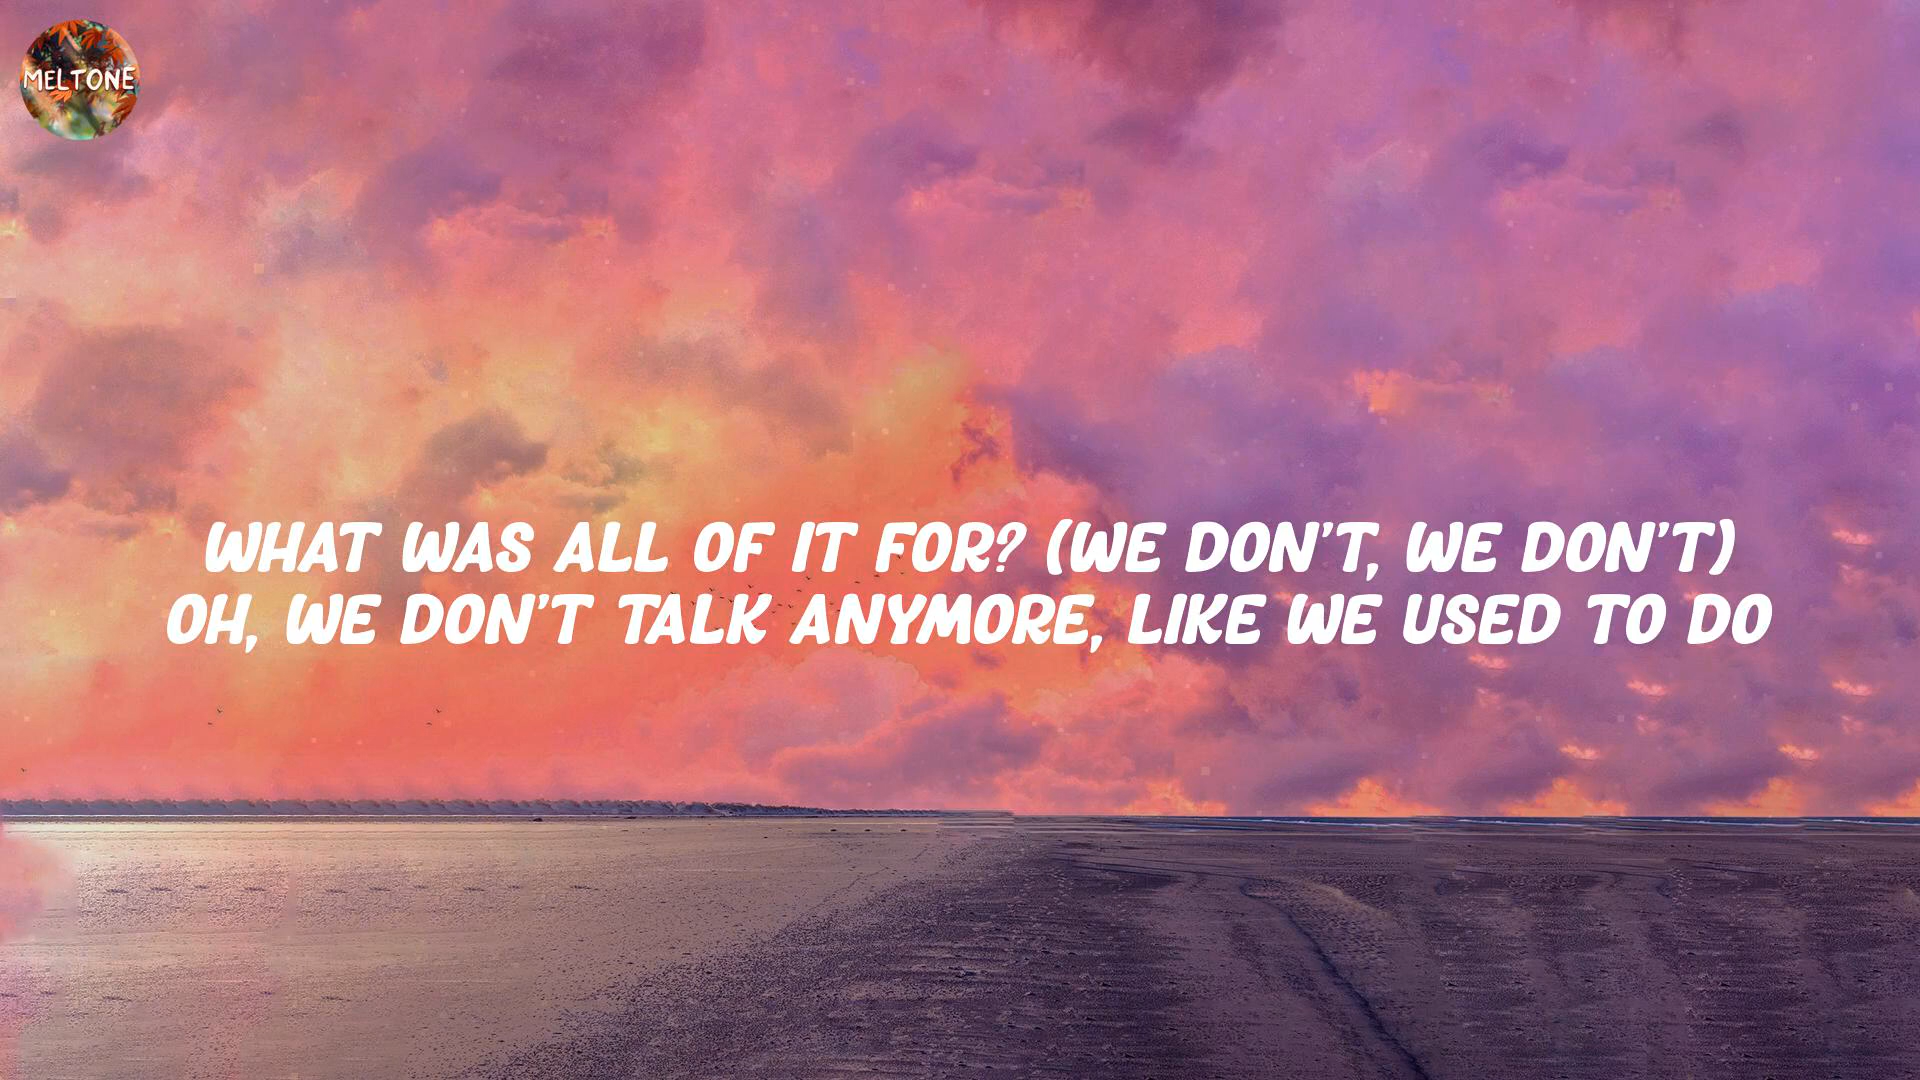 MELTONE
WHAT WAS ALL OF IT FOR? (WE DON'T, WE DON'T)
OH, WE DON'T TALK ANYMORE, LIKE WE USED TO DO